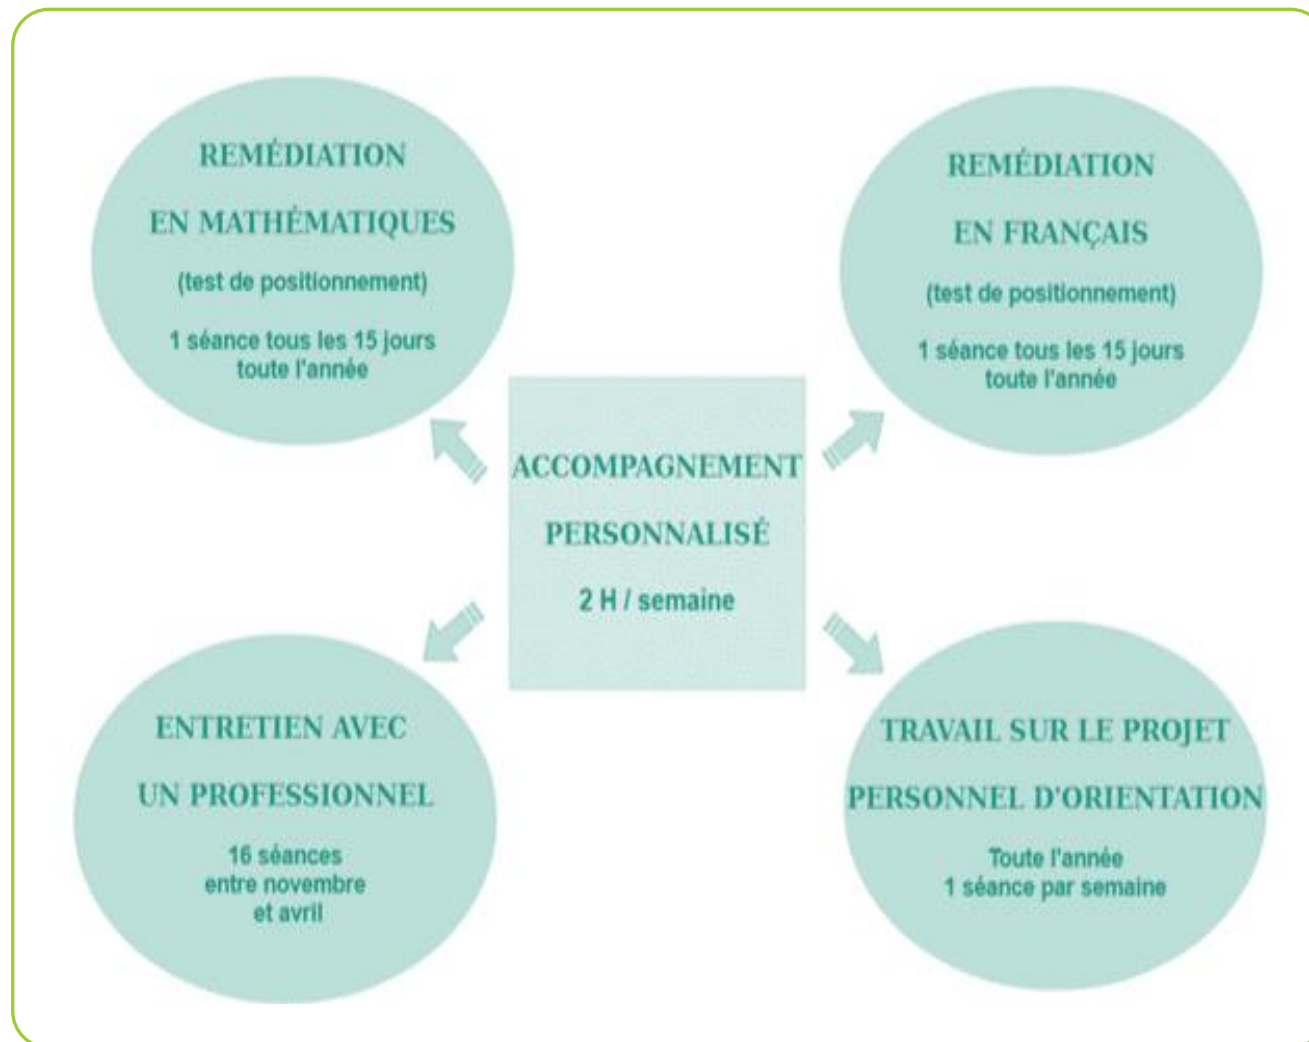 REMÉDIATION
EN MATHÉMATIQUES
(test de positionnement)
1 séance tous les 15 jours
toute l'année
REMÉDIATION
EN FRANÇAIS
(test de positionnement)
1 séance tous les 15 jours
toute l'année
ACCOMPAGNEMENT
PERSONNALISÉ
2 H / semaine
ENTRETIEN AVEC
UN PROFESSIONNEL
16 séances
entre novembre
et avril
TRAVAIL SUR LE PROJET
PERSONNEL D'ORIENTATION
Toute l'année
1 séance par semaine